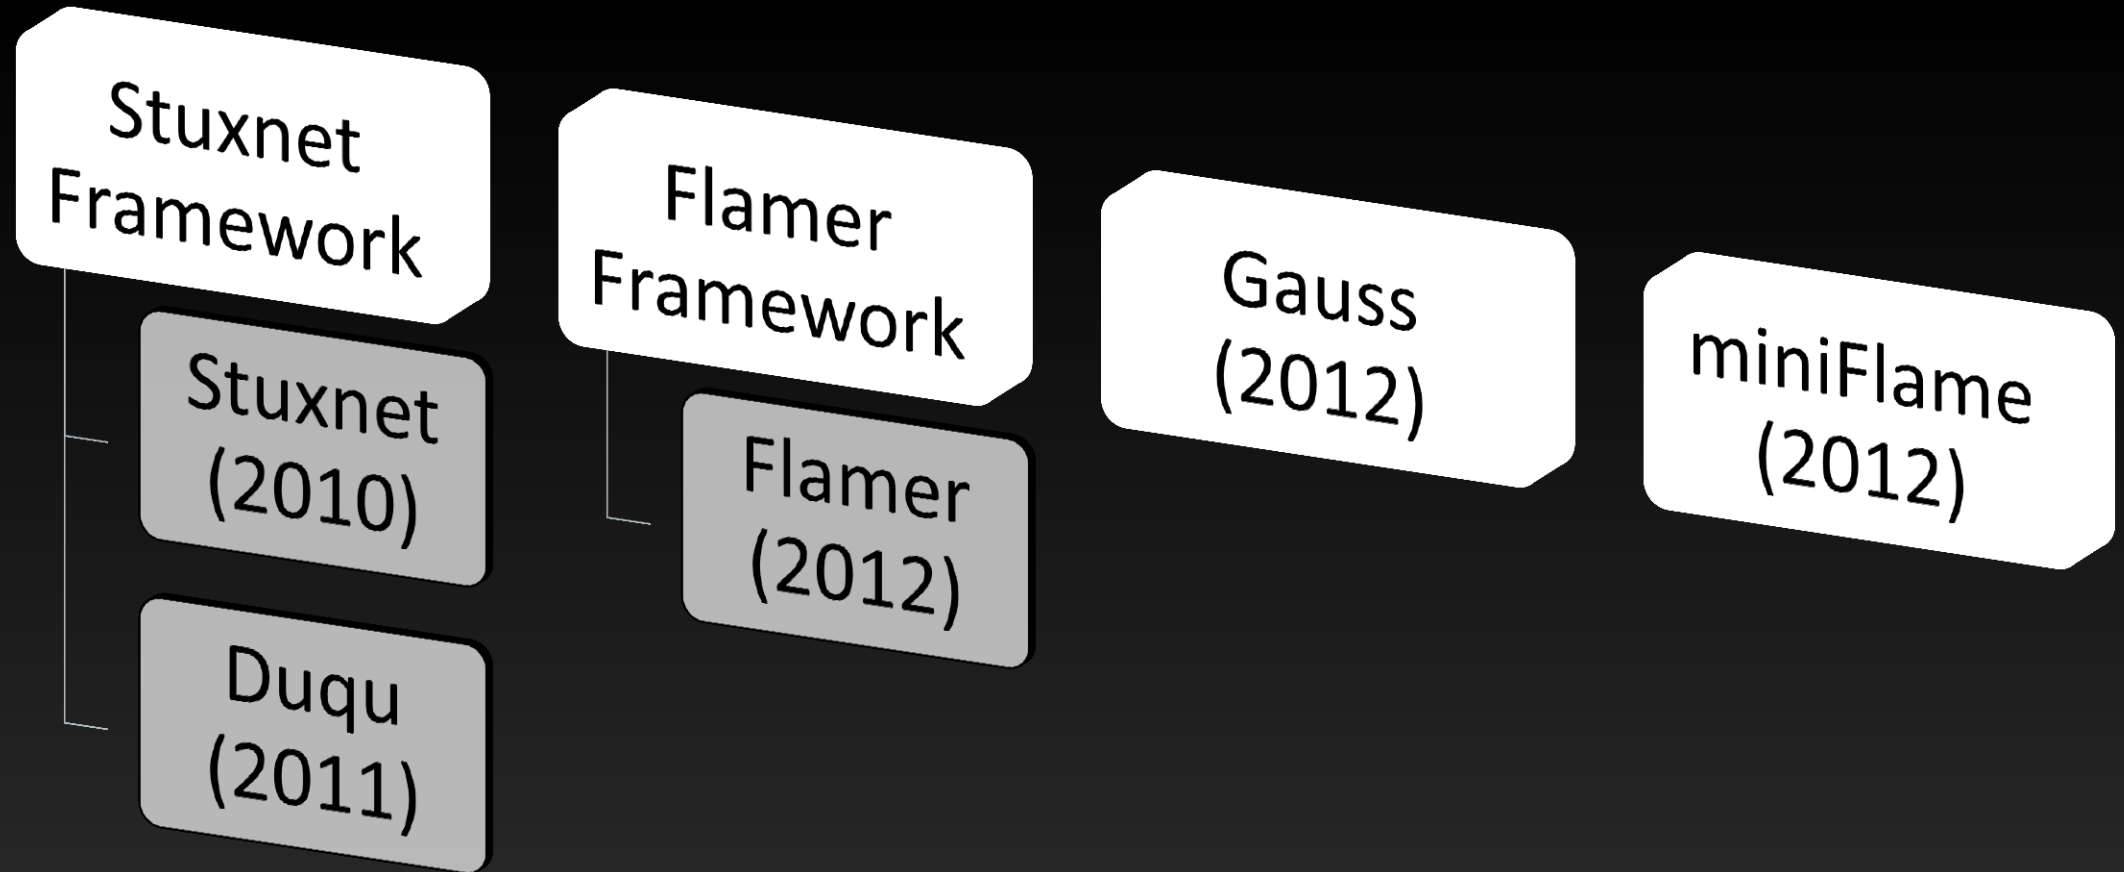 Stuxnet
Framework
Stuxnet
(2010)
Duqu
(2011)
Flamer
Framework
Flamer
(2012)
Gauss
(2012)
miniFlame
(2012)